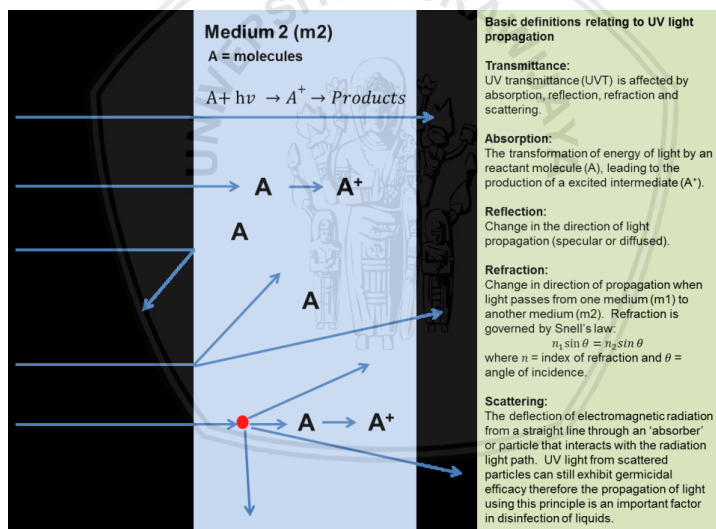 Medium 2 (m2)
A = molecules
A + hv → A⁺ → Products
A → A⁺
A
A
A → A⁺
Basic definitions relating to UV light
propagation
Transmittance:
UV transmittance (UVT) is affected by
absorption, reflection, refraction and
scattering.
Absorption:
The transformation of energy of light by an
reactant molecule (A), leading to the
production of a excited intermediate (A⁺).
Reflection:
Change in the direction of light
propagation (specular or diffused).
Refraction:
Change in direction of propagation when
light passes from one medium (m1) to
another medium (m2). Refraction is
governed by Snell's law:
n₁ sin θ = n₂ sin θ
where n = index of refraction and θ =
angle of incidence.
Scattering:
The deflection of electromagnetic radiation
from a straight line through an 'absorber'
or particle that interacts with the radiation
light path. UV light from scattered
particles can still exhibit germicidal
efficacy therefore the propagation of light
using this principle is an important factor
in disinfection of liquids.